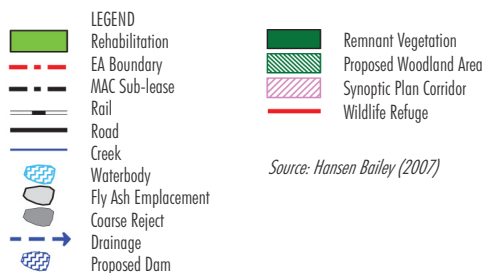 LEGEND
Rehabilitation
EA Boundary
MAC Sub-lease
Rail
Road
Creek
Waterbody
Fly Ash Emplacement
Coarse Reject
Drainage
Proposed Dam
Remnant Vegetation
Proposed Woodland Area
Synoptic Plan Corridor
Wildlife Refuge
Source: Hansen Bailey (2007)